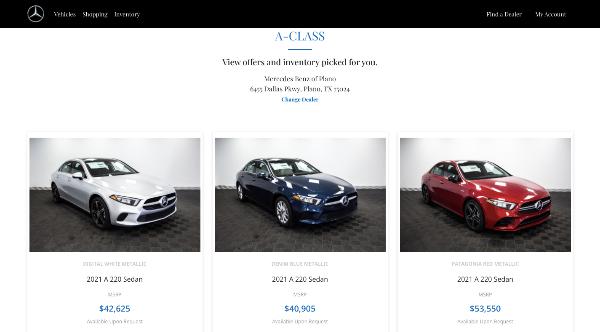 Vehicles Shopping Inventory Find a Dealer My Account
A-CLASS
View offers and inventory picked for you.
Mercedes Benz of Plano
6455 Dallas Pkwy, Plano, TX 75024
Change Dealer
DIGITAL WHITE METALLIC DENIM BLUE METALLIC PATAGONIA RED METALLIC
2021 A 220 Sedan 2021 A 220 Sedan 2021 A 220 Sedan
MSRP MSRP MSRP
$42,625 $40,905 $53,550
Available Upon Request Available Upon Request Available Upon Request